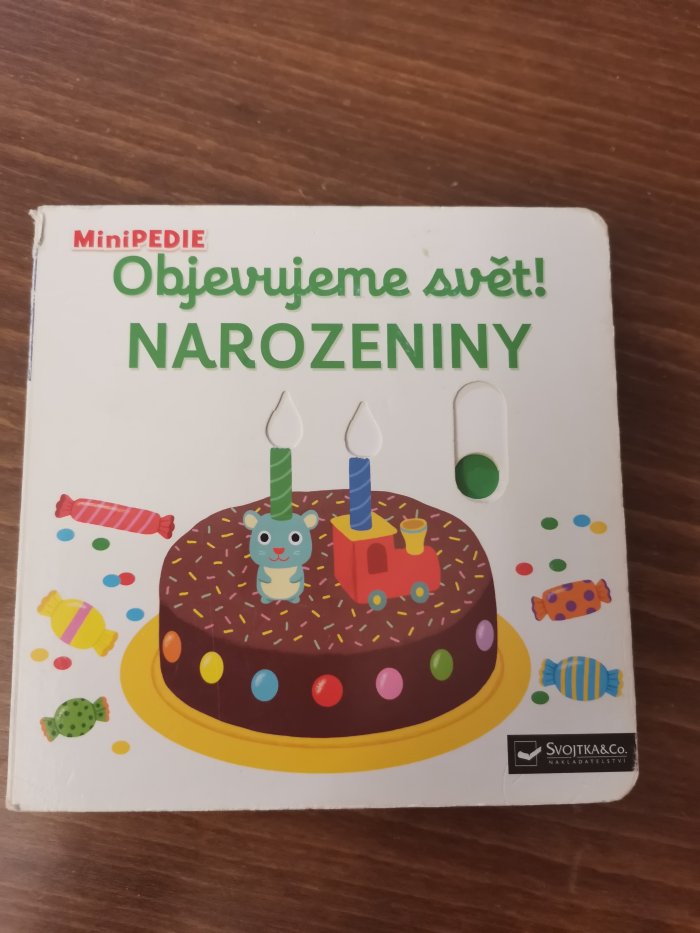 MiniPEDIE
Objevujeme svět!
NAROZENINY
SVOJTKA&CO.
NAKLADATELSTVÍ